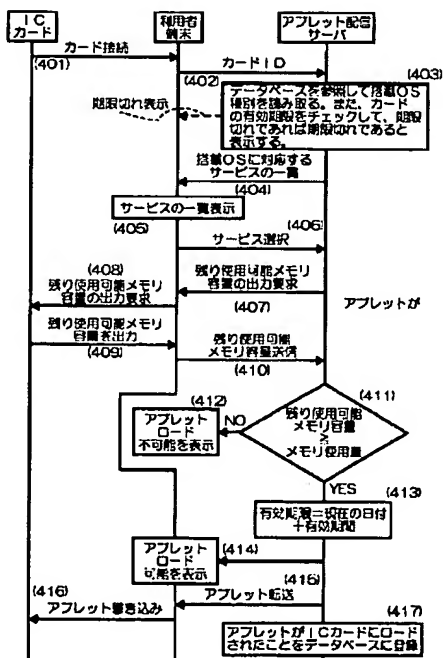 ICカード
利用者端末
アプレット配信サーバ
カード接続
(401)
カードID
(402)
(403)
データベースを参照して搭載OS
種別を読み取る。また、カード
の有効期限をチェックして、期限
切れであれば期限切れであると
表示する。
期限切れ表示
搭載OSに対応する
サービスの一覧
(404)
サービスの一覧表示
(405)
(406)
サービス選択
(408)
残り使用可能メモリ
容量の出力要求
残り使用可能メモリ
容量の出力要求
(407)
アプレットが
残り使用可能メモリ
容量を出力
(409)
残り使用可能
メモリ容量送信
(410)
(411)
残り使用可能
メモリ容量
≧
メモリ使用量
(412)
アプレット
ロード
不可能を表示
NO
YES
(413)
有効期限=現在の日付
+有効期間
アプレット
ロード
可能を表示
(414)
(415)
アプレット転送
(416)
アプレット書き込み
(417)
アプレットがICカードにロード
されたことをデータベースに登録